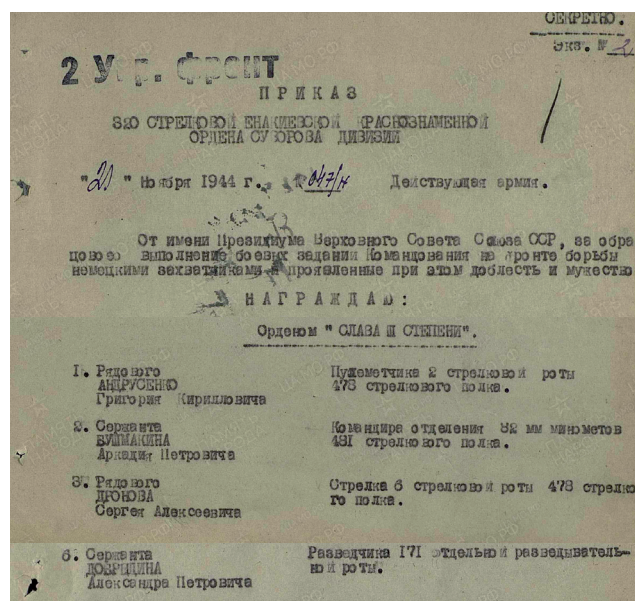 СЕКРЕТНО.
Экз. № 2
2 Укр. ФРОНТ
ПРИКАЗ
320 СТРЕЛКОВОЙ ЕНАКИЕВСКОЙ КРАСНОЗНАМЕННОЙ
ОРДЕНА СУВОРОВА ДИВИЗИИ
" 20 " Ноября 1944 г. № 047/н Действующая армия.
От имени Президиума Верховного Совета Союза ССР, за обра
цовое выполнение боевых задании Командования на фронте борьбы
немецкими захватчиками и проявленные при этом доблесть и мужество
НАГРАЖДАЮ:
Орденом " СЛАВА III СТЕПЕНИ".
1. Рядового Пулеметчика 2 стрелковой роты
АНДРУСЕНКО 478 стрелкового полка.
Григория Кирилловича
2. Сержанта Командира отделения 82 мм минометов
БУШМАКИНА 481 стрелкового полка.
Аркадия Петровича
3. Рядового Стрелка 6 стрелковой роты 478 стрелко
ДРОНОВА го полка.
Сергея Алексеевича
6. Сержанта Разведчика 171 отдельной разведыватель-
ДОБРИДИНА ной роты.
Александра Петровича